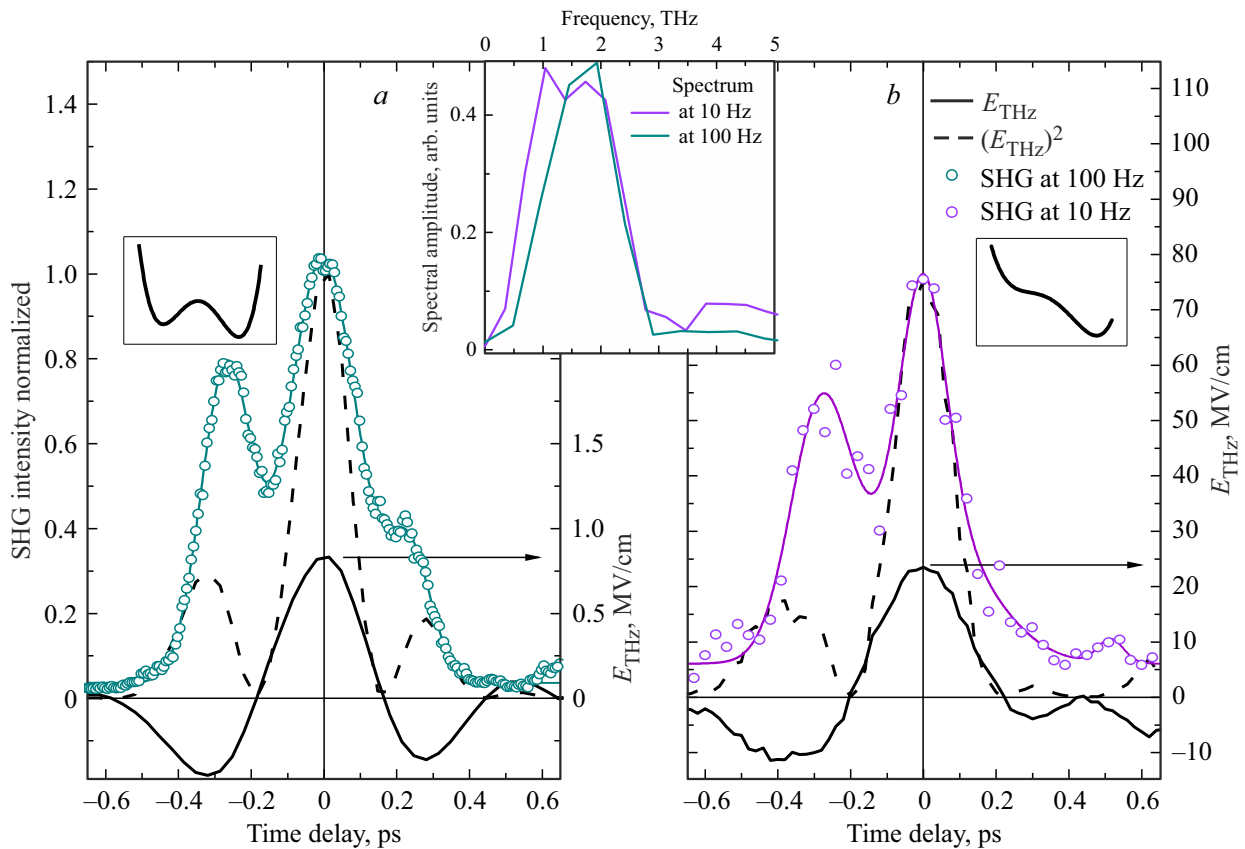 Frequency, THz
0 1 2 3 4 5
a
b
1.4
1.2
1.0
0.8
0.6
0.4
0.2
0
SHG intensity normalized
0.4
0.2
0
Spectral amplitude, arb. units
Spectrum
at 10 Hz
at 100 Hz
E_THz
(E_THz)²
SHG at 100 Hz
SHG at 10 Hz
1.5
1.0
0.5
0
E_THz, MV/cm
110
100
90
80
70
60
50
40
30
20
10
0
–10
E_THz, MV/cm
–0.6 –0.4 –0.2 0 0.2 0.4 0.6
Time delay, ps
–0.6 –0.4 –0.2 0 0.2 0.4 0.6
Time delay, ps